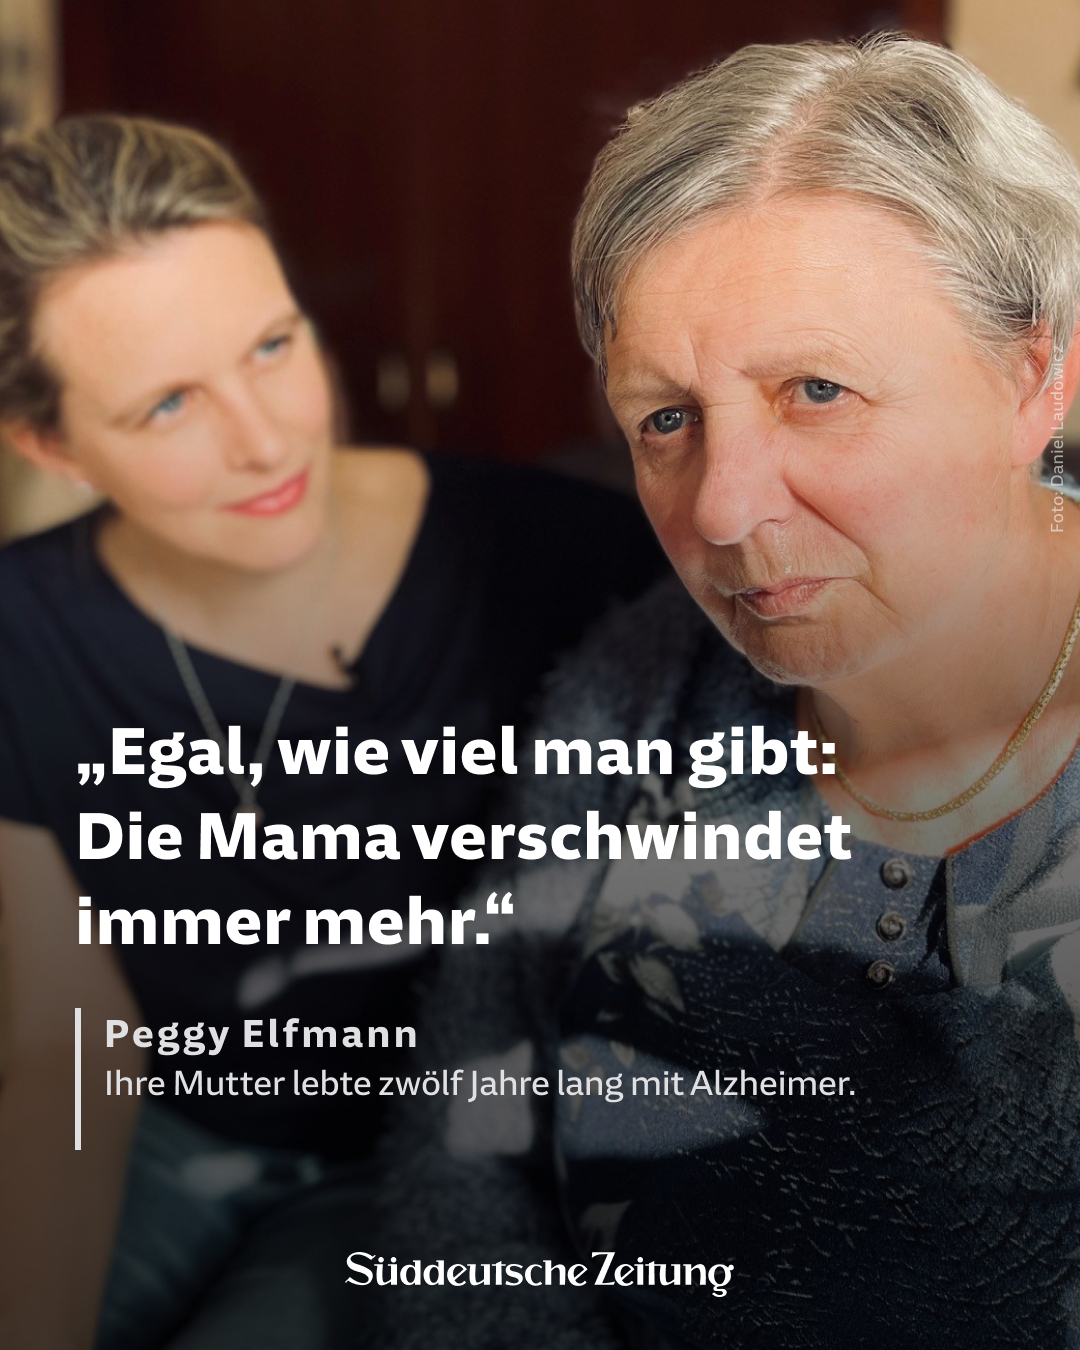 „Egal, wie viel man gibt:
Die Mama verschwindet
immer mehr.“
Peggy Elfmann
Ihre Mutter lebte zwölf Jahre lang mit Alzheimer.
Foto: Daniel Laudowicz
Süddeutsche Zeitung